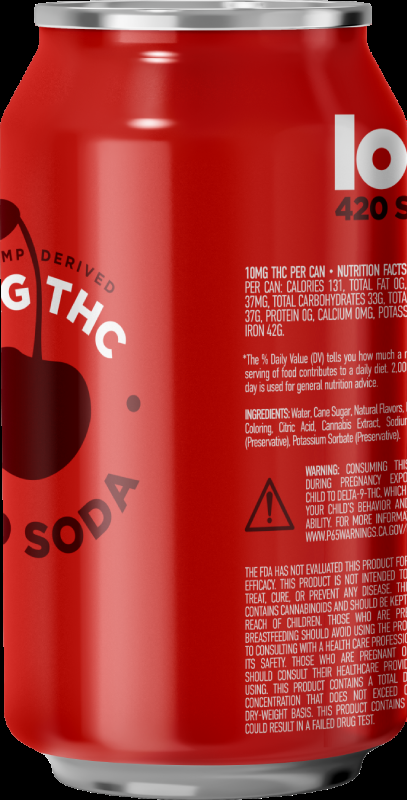 MP DERIVED
G THC
SODA
lo
420 S
10MG THC PER CAN • NUTRITION FACTS
PER CAN: CALORIES 131, TOTAL FAT 0G,
37MG, TOTAL CARBOHYDRATES 33G, TOTA
37G, PROTEIN 0G, CALCIUM 0MG, POTASS
IRON 42G.
*The % Daily Value (DV) tells you how much a n
serving of food contributes to a daily diet. 2,00
day is used for general nutrition advice.
INGREDIENTS: Water, Cane Sugar, Natural Flavors,
Coloring, Citric Acid, Cannabis Extract, Sodium
(Preservative), Potassium Sorbate (Preservative).
WARNING: CONSUMING THIS
DURING PREGNANCY EXPO
CHILD TO DELTA-9-THC, WHICH
YOUR CHILD'S BEHAVIOR AND
ABILITY. FOR MORE INFORMA
WWW.P65WARNINGS.CA.GOV/
THE FDA HAS NOT EVALUATED THIS PRODUCT FOR
EFFICACY. THIS PRODUCT IS NOT INTENDED TO
TREAT, CURE, OR PREVENT ANY DISEASE. THI
CONTAINS CANNABINOIDS AND SHOULD BE KEPT
REACH OF CHILDREN. THOSE WHO ARE PRE
BREASTFEEDING SHOULD AVOID USING THE PRO
TO CONSULTING WITH A HEALTH CARE PROFESSIO
ITS SAFETY. THOSE WHO ARE PREGNANT O
SHOULD CONSULT THEIR HEALTHCARE PROVID
USING. THIS PRODUCT CONTAINS A TOTAL D
CONCENTRATION THAT DOES NOT EXCEED
DRY-WEIGHT BASIS. THIS PRODUCT CONTAINS
COULD RESULT IN A FAILED DRUG TEST.